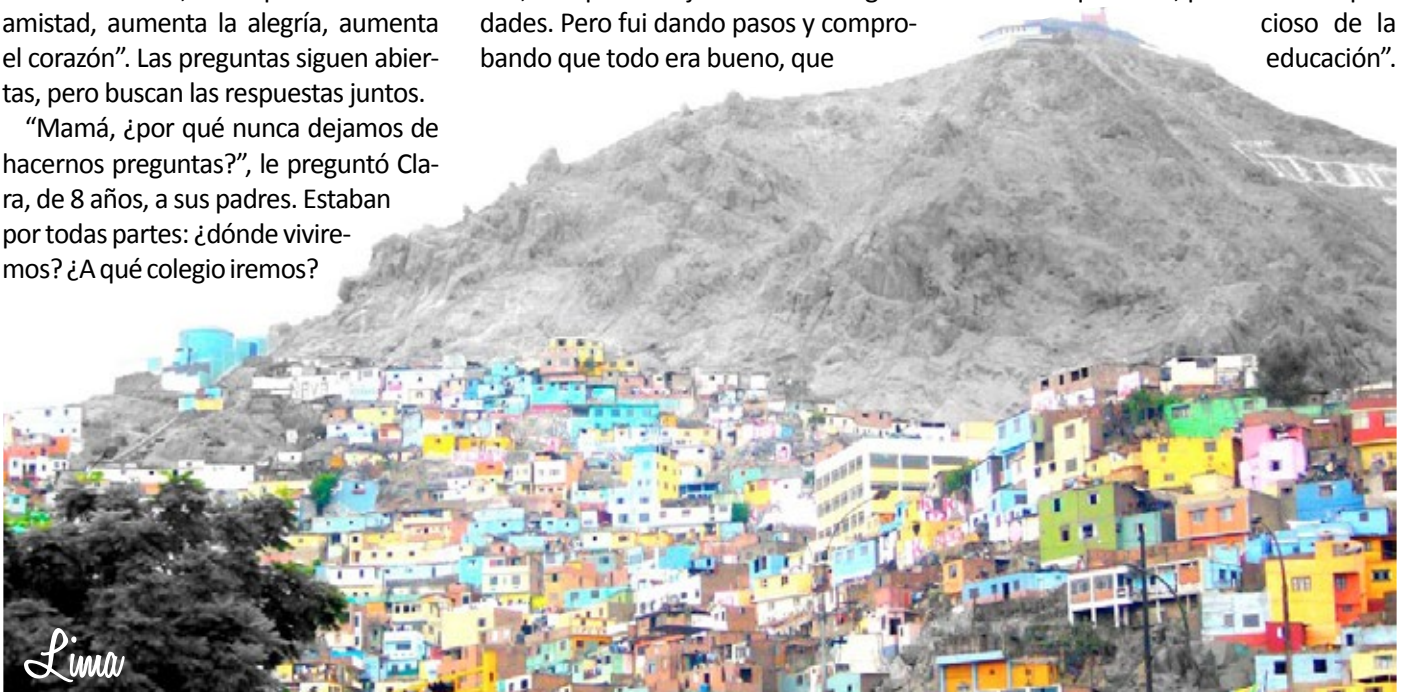 amistad, aumenta la alegría, aumenta
el corazón”. Las preguntas siguen abier-
tas, pero buscan las respuestas juntos.
“Mamá, ¿por qué nunca dejamos de
hacernos preguntas?”, le preguntó Cla-
ra, de 8 años, a sus padres. Estaban
por todas partes: ¿dónde vivire-
mos? ¿A qué colegio iremos?
dades. Pero fui dando pasos y compro-
bando que todo era bueno, que
cioso de la
educación”.
Lima